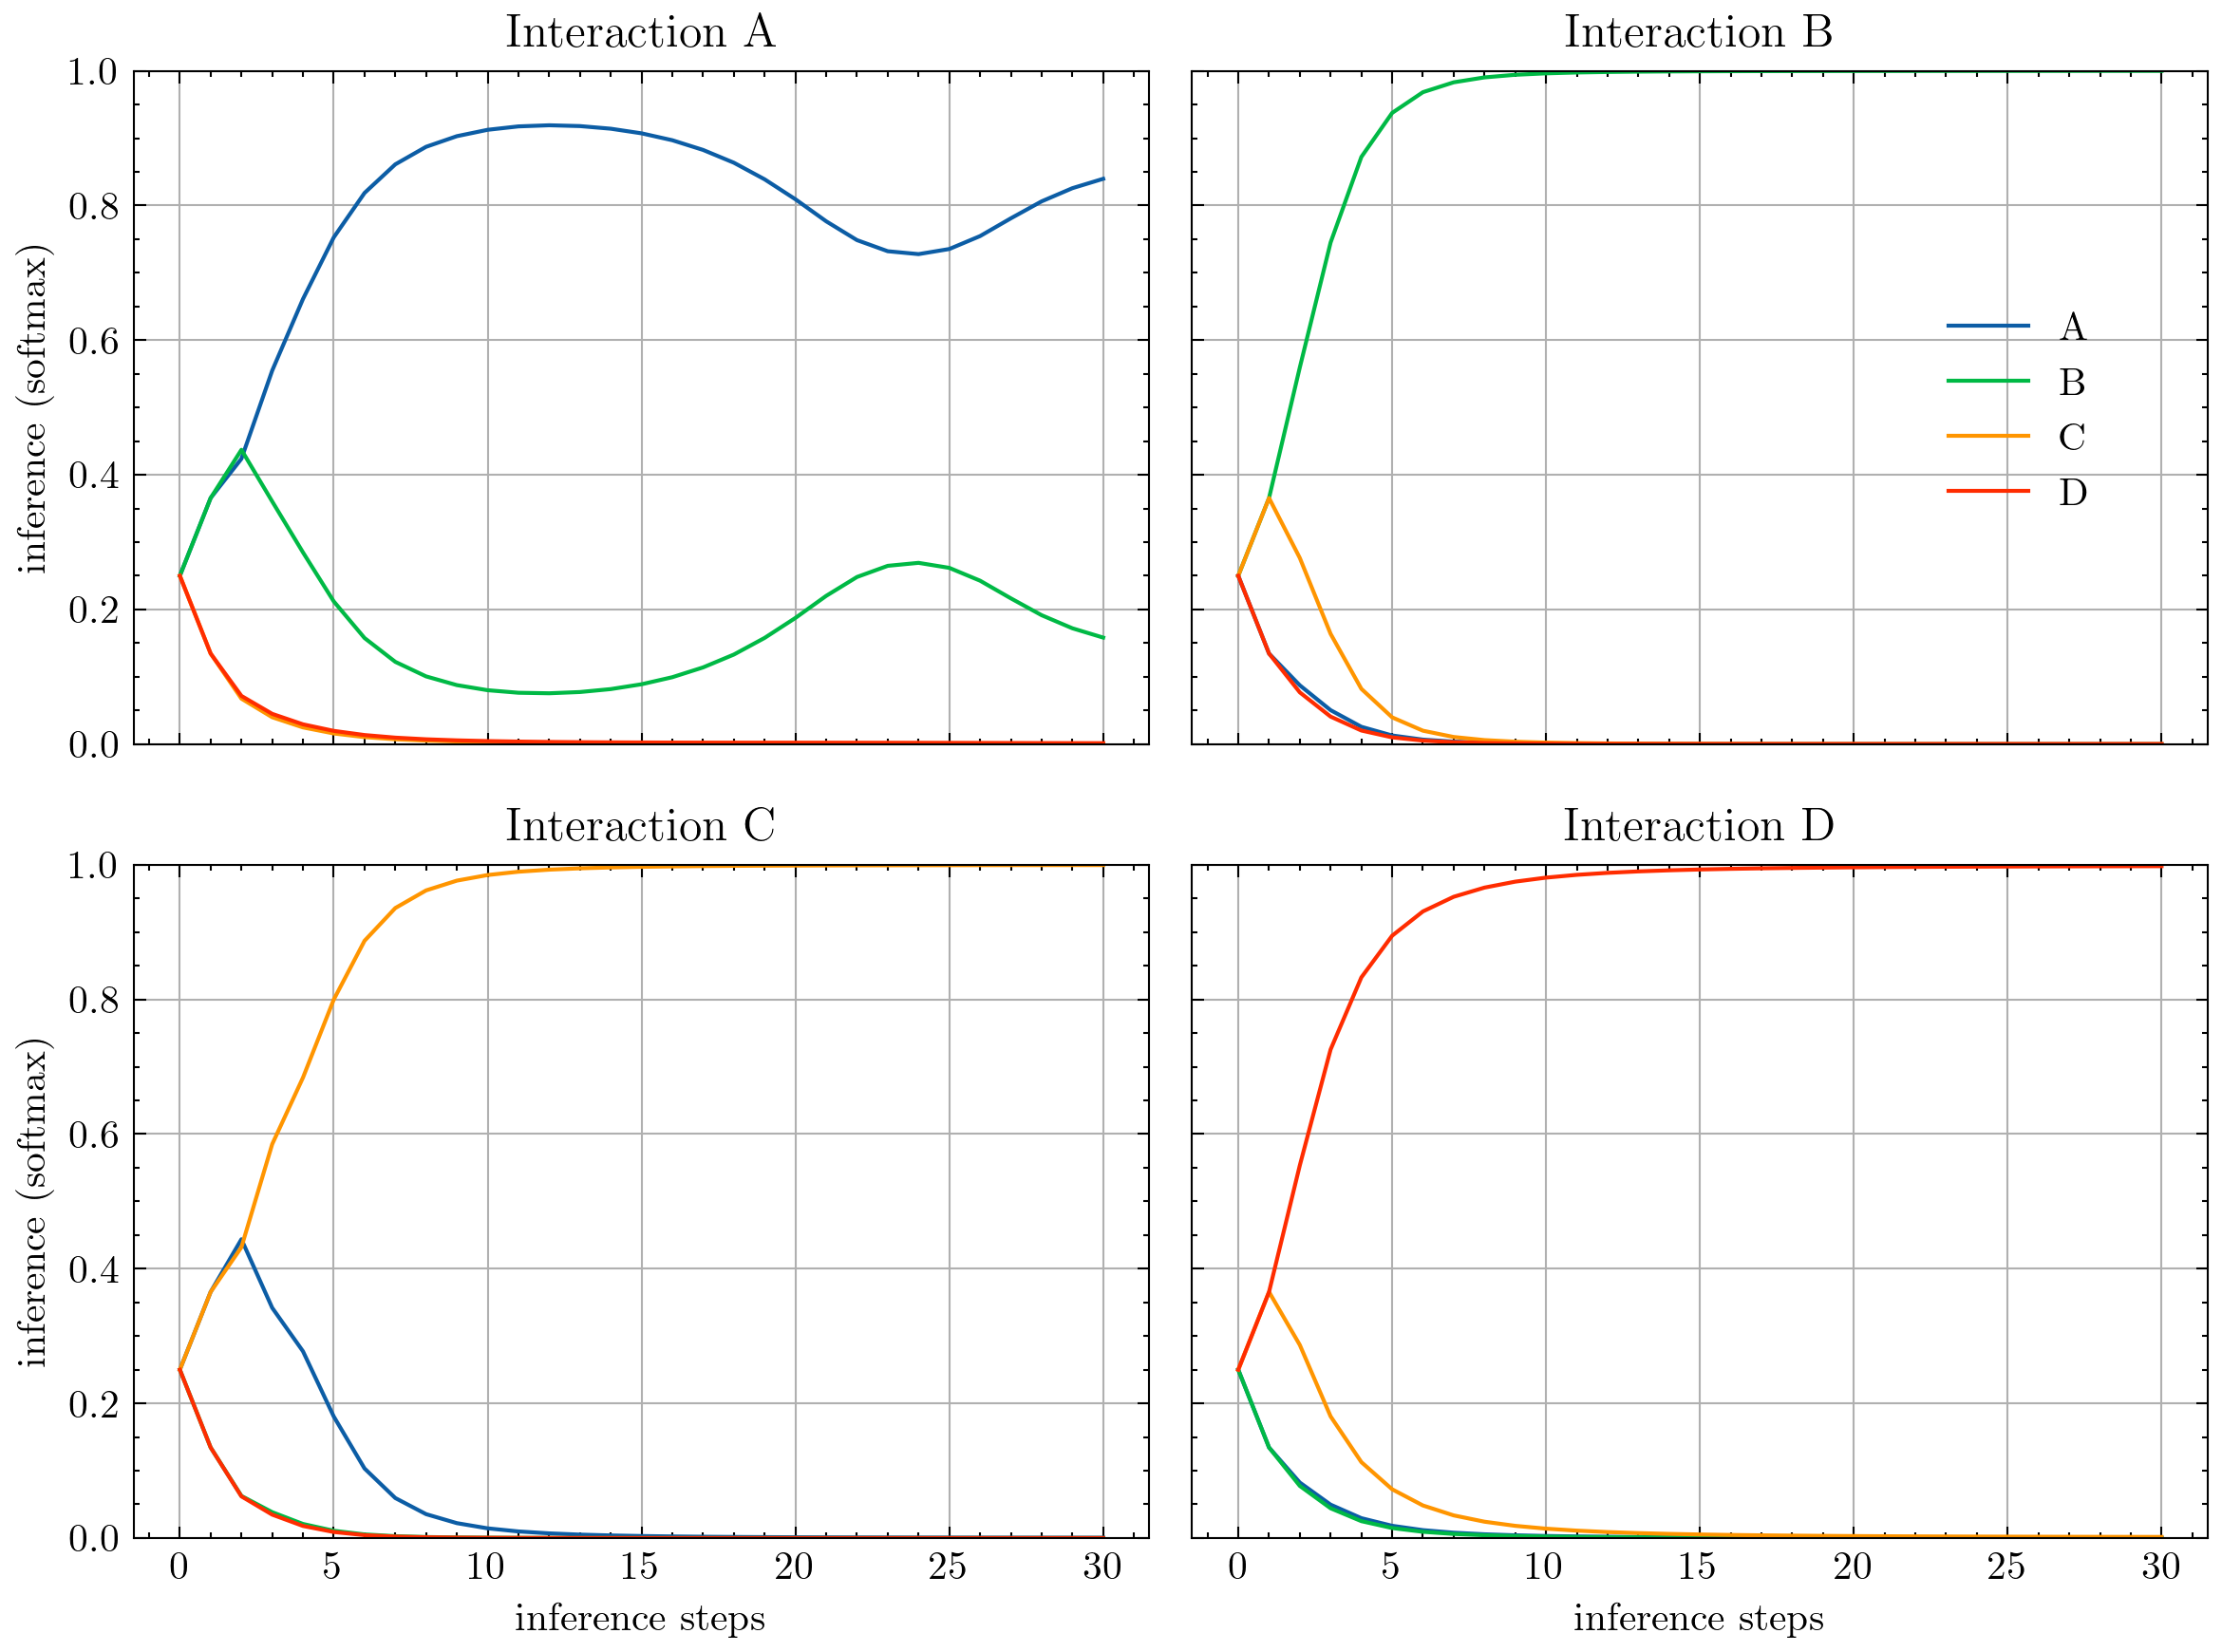 Interaction A
Interaction B
1.0
0.8
0.6
0.4
0.2
0.0
inference (softmax)
A
B
C
D
Interaction C
Interaction D
1.0
0.8
0.6
0.4
0.2
0.0
inference (softmax)
0 5 10 15 20 25 30
0 5 10 15 20 25 30
inference steps
inference steps